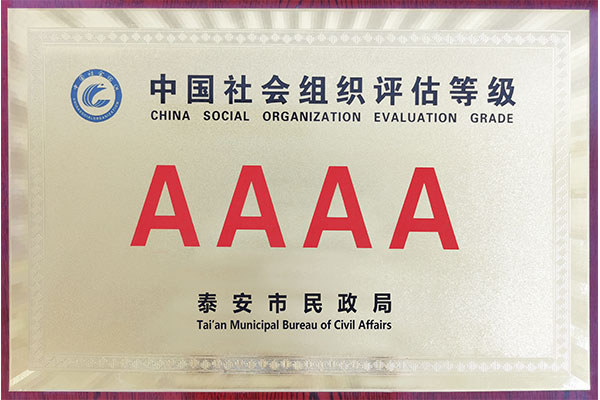 中国社会组织评估等级
CHINA SOCIAL ORGANIZATION EVALUATION GRADE
AAAA
泰安市民政局
Tai'an Municipal Bureau of Civil Affairs